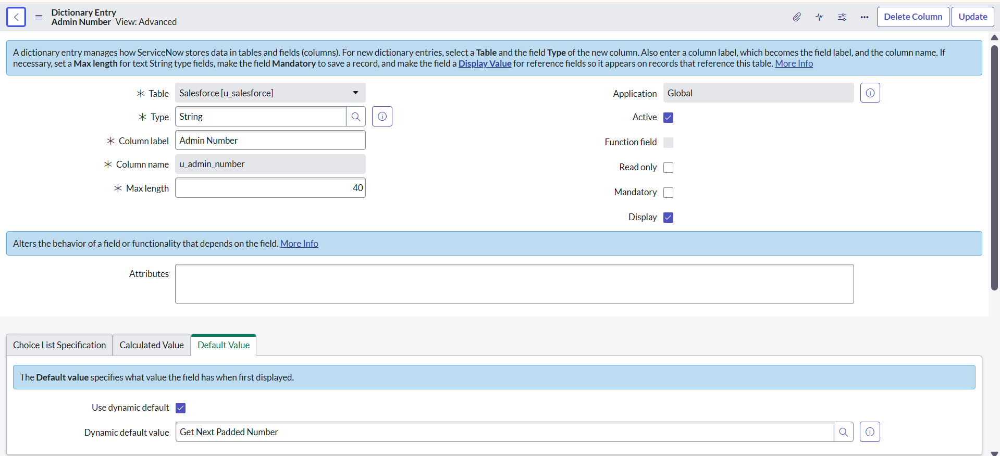 Dictionary Entry
Admin Number View: Advanced
Delete Column
Update
A dictionary entry manages how ServiceNow stores data in tables and fields (columns). For new dictionary entries, select a Table and the field Type of the new column. Also enter a column label, which becomes the field label, and the column name. If
necessary, set a Max length for text String type fields, make the field Mandatory to save a record, and make the field a Display Value for reference fields so it appears on records that reference this table. More Info
Table Salesforce [u_salesforce]
Type String
Column label Admin Number
Column name u_admin_number
Max length 40
Application Global
Active
Function field
Read only
Mandatory
Display
Alters the behavior of a field or functionality that depends on the field. More Info
Attributes
Choice List Specification Calculated Value Default Value
The Default value specifies what value the field has when first displayed.
Use dynamic default
Dynamic default value Get Next Padded Number